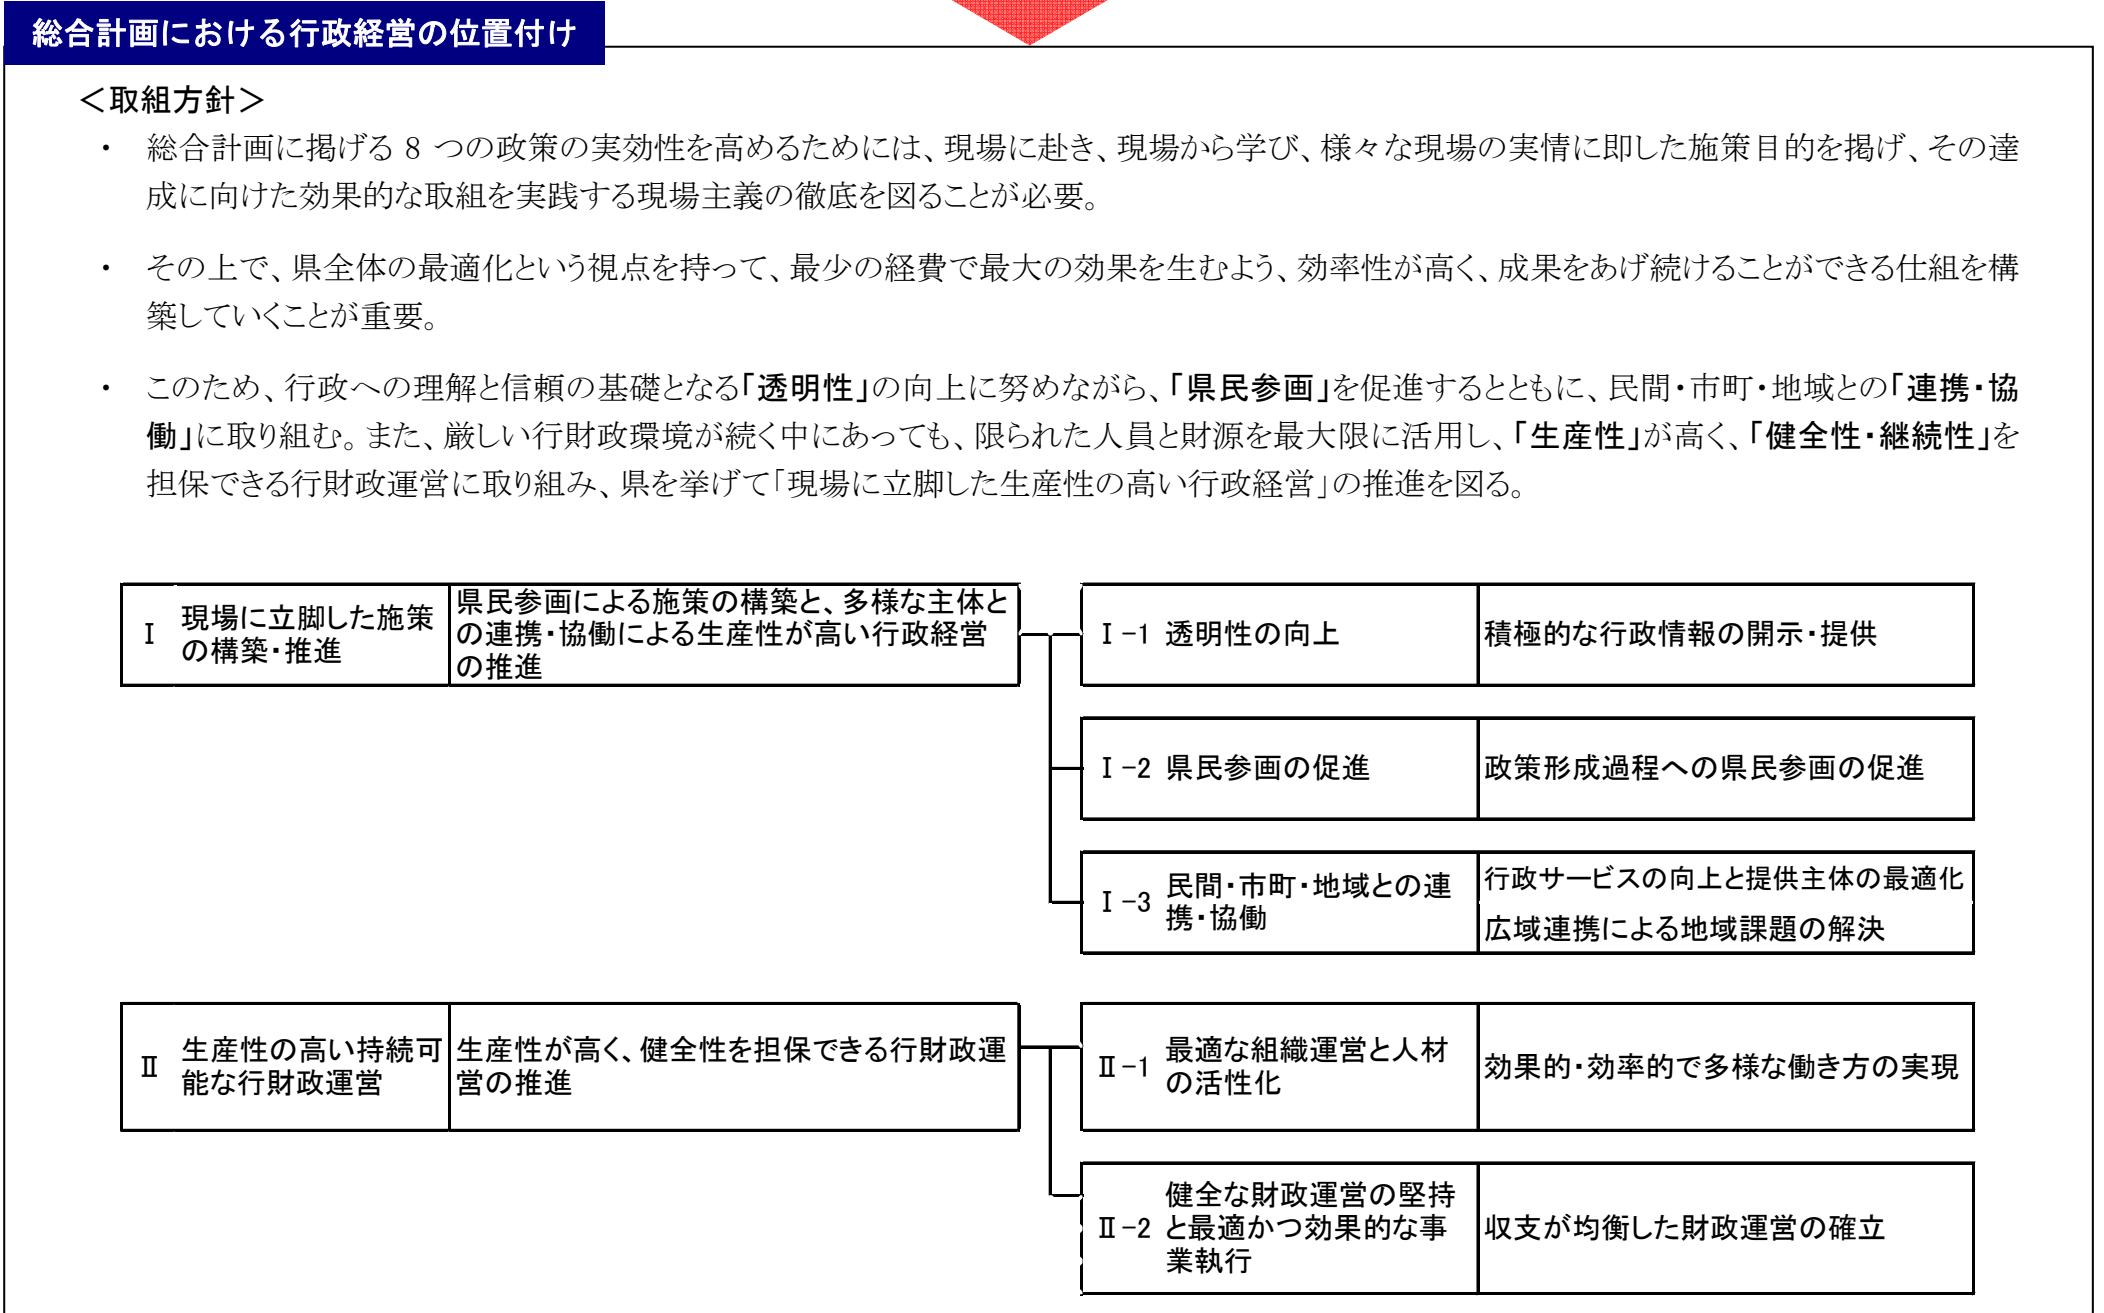 総合計画における行政経営の位置付け
＜取組方針＞
・ 総合計画に掲げる 8 つの政策の実効性を高めるためには、現場に赴き、現場から学び、様々な現場の実情に即した施策目的を掲げ、その達
成に向けた効果的な取組を実践する現場主義の徹底を図ることが必要。
・ その上で、県全体の最適化という視点を持って、最少の経費で最大の効果を生むよう、効率性が高く、成果をあげ続けることができる仕組を構
築していくことが重要。
・ このため、行政への理解と信頼の基礎となる「透明性」の向上に努めながら、「県民参画」を促進するとともに、民間・市町・地域との「連携・協
働」に取り組む。また、厳しい行財政環境が続く中にあっても、限られた人員と財源を最大限に活用し、「生産性」が高く、「健全性・継続性」を
担保できる行財政運営に取り組み、県を挙げて「現場に立脚した生産性の高い行政経営」の推進を図る。
Ⅰ
現場に立脚した施策
の構築・推進
県民参画による施策の構築と、多様な主体と
の連携・協働による生産性が高い行政経営
の推進
Ⅰ-1 透明性の向上
積極的な行政情報の開示・提供
Ⅰ-2 県民参画の促進
政策形成過程への県民参画の促進
Ⅰ-3
民間・市町・地域との連
携・協働
行政サービスの向上と提供主体の最適化
広域連携による地域課題の解決
Ⅱ
生産性の高い持続可
能な行財政運営
生産性が高く、健全性を担保できる行財政運
営の推進
Ⅱ-1
最適な組織運営と人材
の活性化
効果的・効率的で多様な働き方の実現
Ⅱ-2
健全な財政運営の堅持
と最適かつ効果的な事
業執行
収支が均衡した財政運営の確立